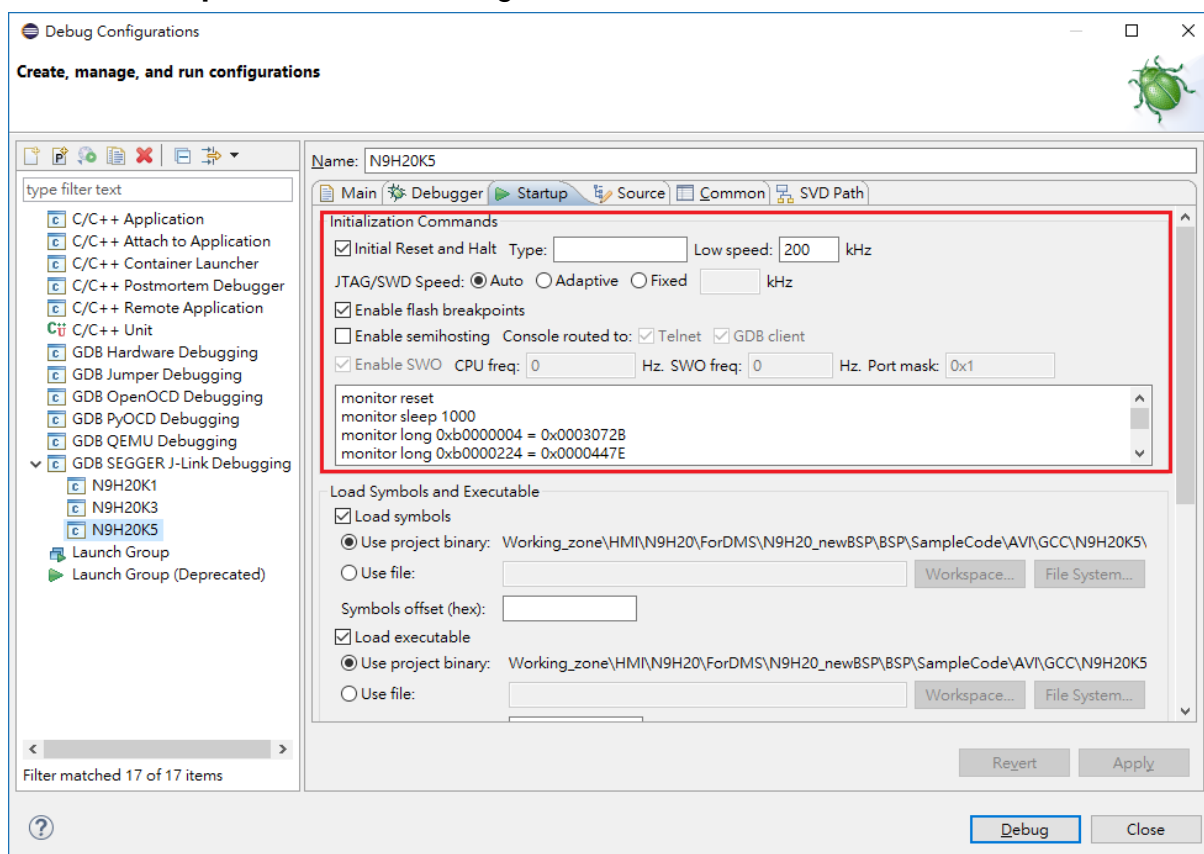 Debug Configurations
Create, manage, and run configurations
type filter text
C/C++ Application
C/C++ Attach to Application
C/C++ Container Launcher
C/C++ Postmortem Debugger
C/C++ Remote Application
C/C++ Unit
GDB Hardware Debugging
GDB Jumper Debugging
GDB OpenOCD Debugging
GDB PyOCD Debugging
GDB QEMU Debugging
GDB SEGGER J-Link Debugging
N9H20K1
N9H20K3
N9H20K5
Launch Group
Launch Group (Deprecated)
Filter matched 17 of 17 items
Name: N9H20K5
Main Debugger Startup Source Common SVD Path
Initialization Commands
Initial Reset and Halt Type: Low speed: 200 kHz
JTAG/SWD Speed: Auto Adaptive Fixed kHz
Enable flash breakpoints
Enable semihosting Console routed to: Telnet GDB client
Enable SWO CPU freq: 0 Hz. SWO freq: 0 Hz. Port mask: 0x1
monitor reset
monitor sleep 1000
monitor long 0xb0000004 = 0x0003072B
monitor long 0xb0000224 = 0x0000447E
Load Symbols and Executable
Load symbols
Use project binary: Working_zone\HMI\N9H20\ForDMS\N9H20_newBSP\BSP\SampleCode\AVI\GCC\N9H20K5\
Use file: Workspace... File System...
Symbols offset (hex):
Load executable
Use project binary: Working_zone\HMI\N9H20\ForDMS\N9H20_newBSP\BSP\SampleCode\AVI\GCC\N9H20K5
Use file: Workspace... File System...
Revert Apply
Debug Close